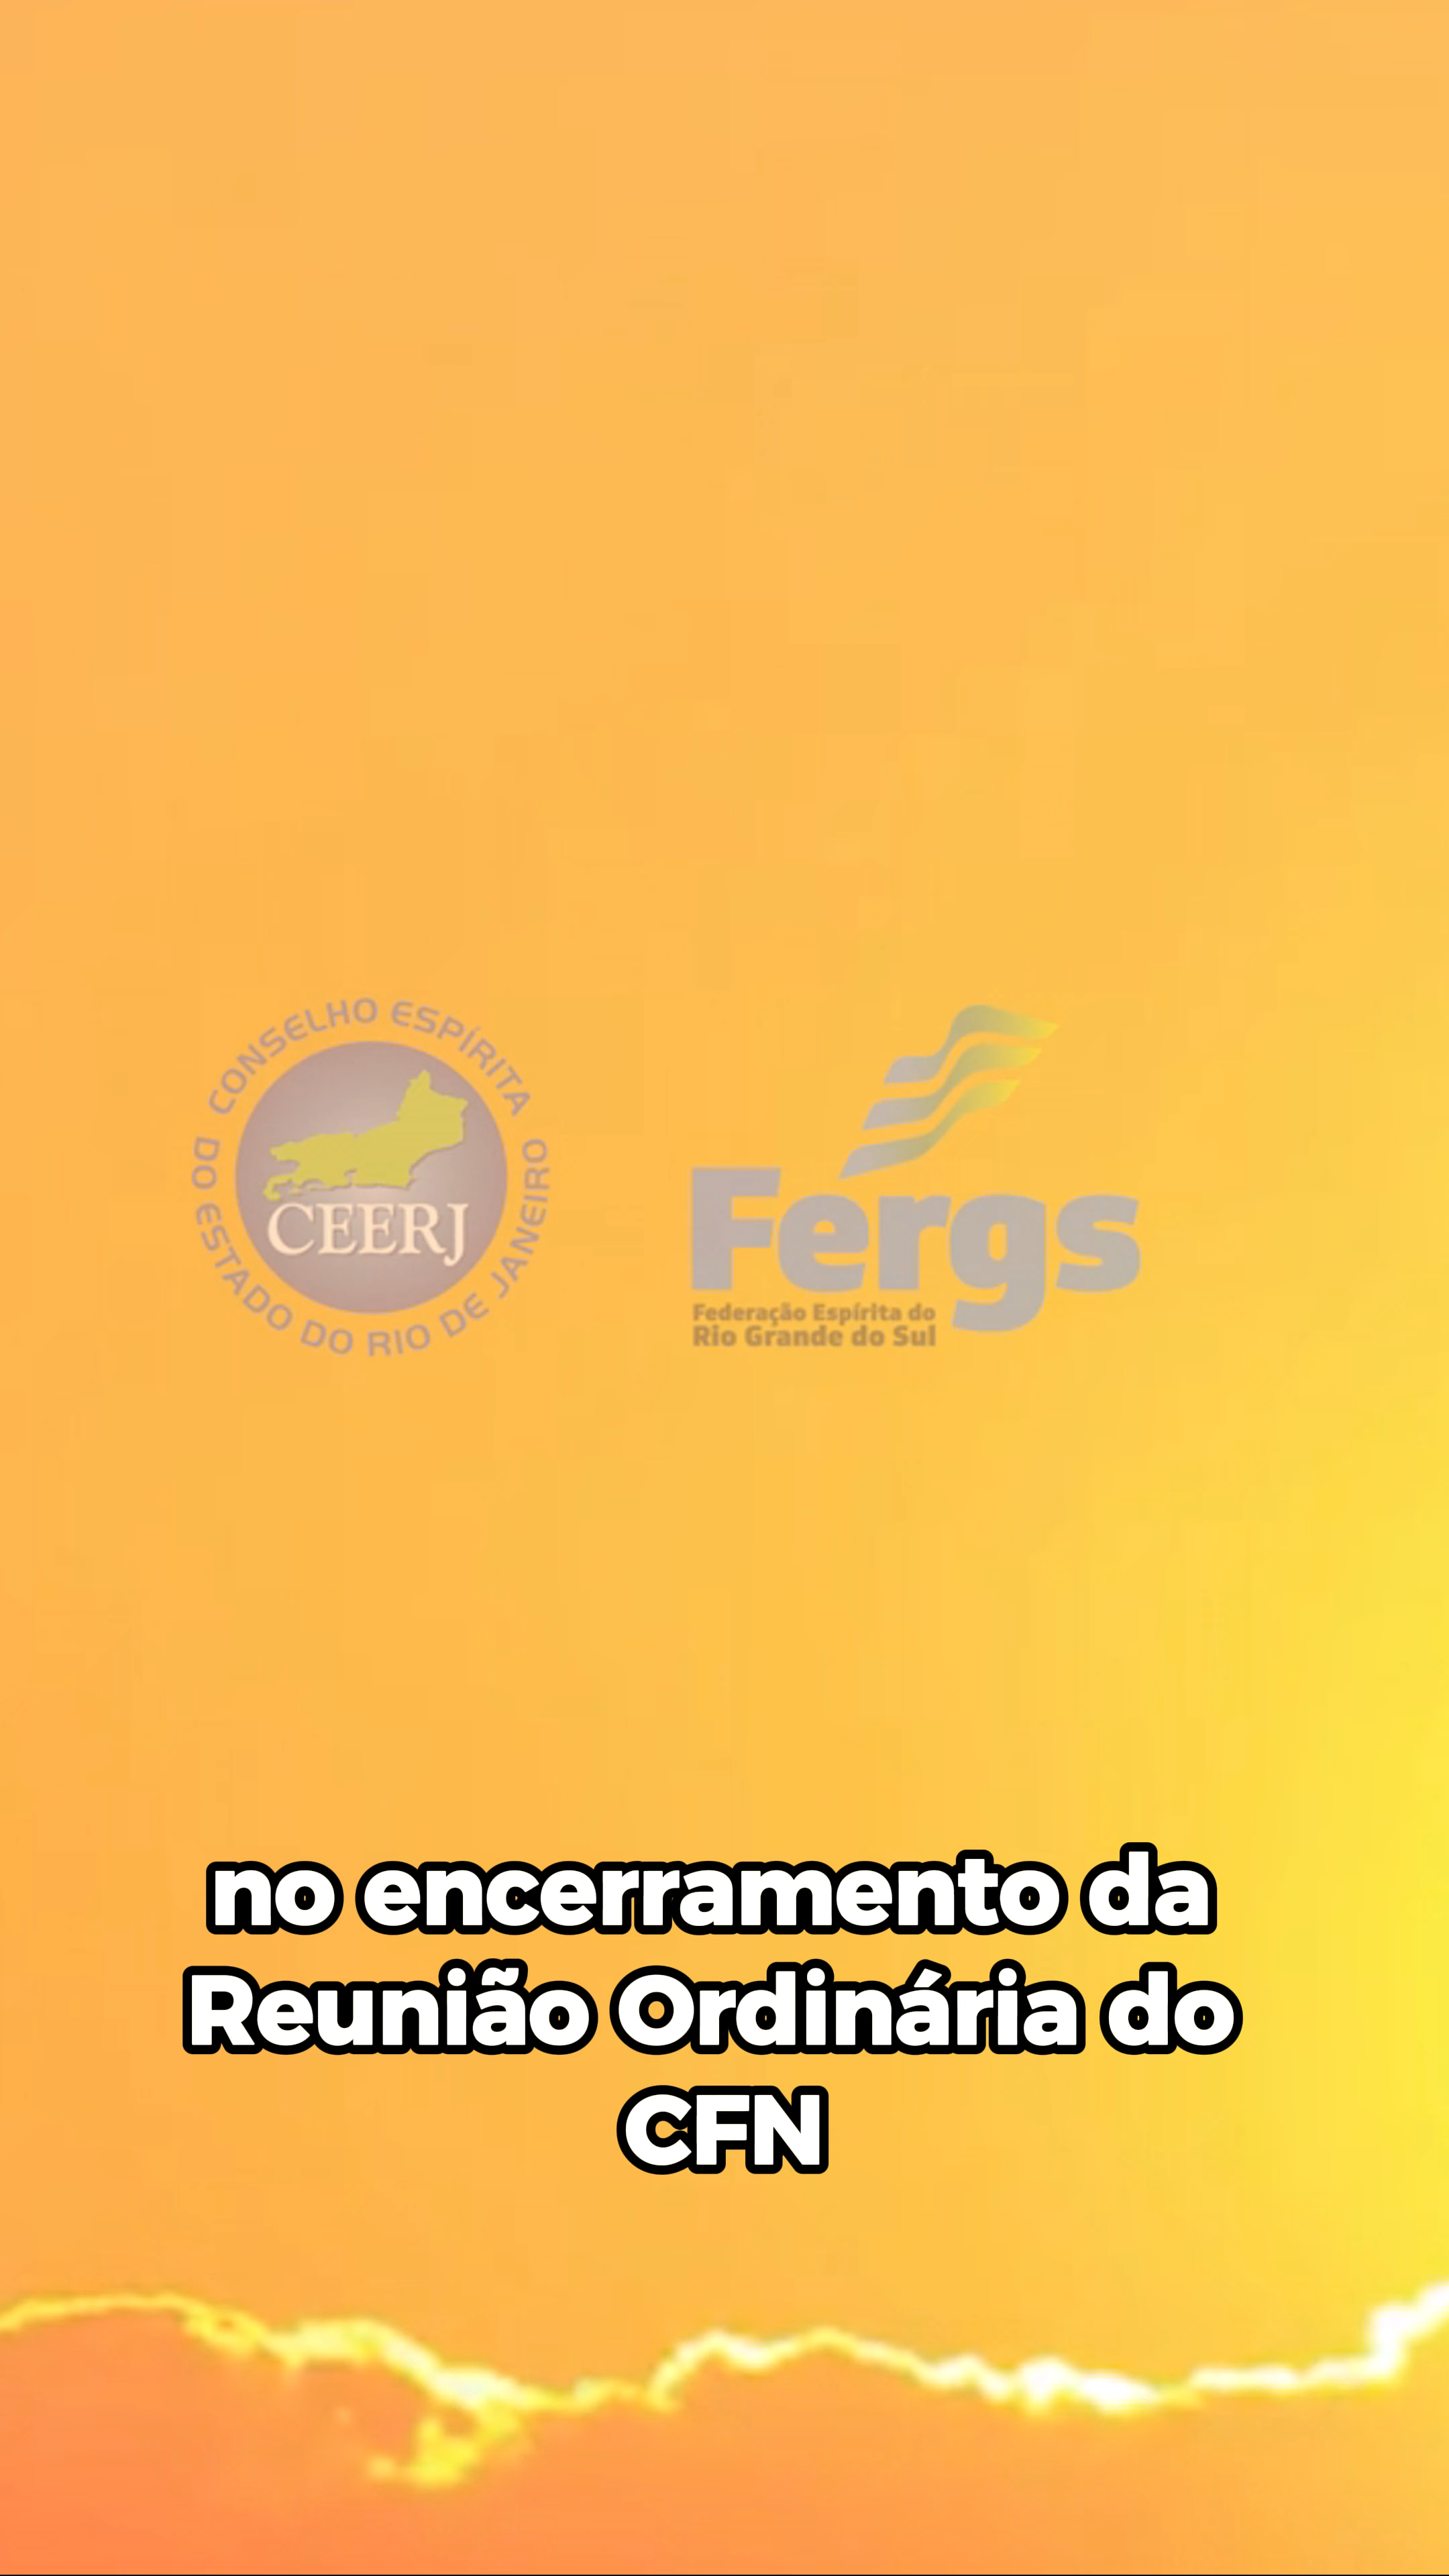 CONSELHO ESPÍRITA
DO ESTADO DO RIO DE JANEIRO
CEERJ
Fergs
Federação Espírita do
Rio Grande do Sul
no encerramento da
Reunião Ordinária do
CFN